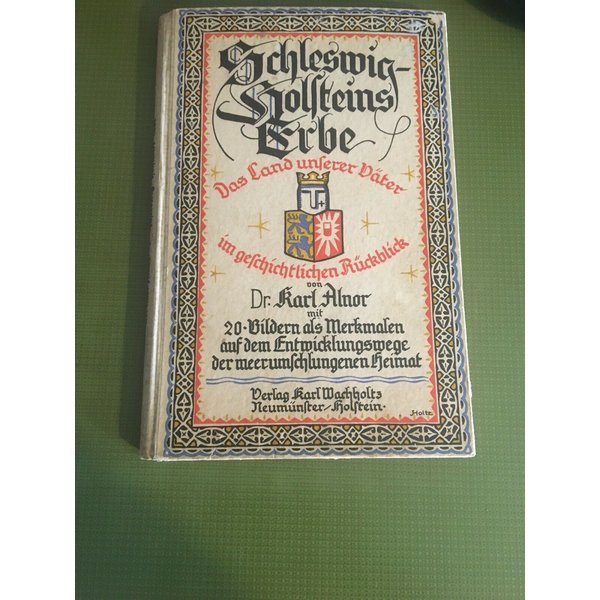 Schleswig-
Holsteins
Erbe
Das Land unserer Väter
im geschichtlichen Rückblick
von
Dr. Karl Alnor
mit
20 Bildern als Merkmalen
auf dem Entwicklungswege
der meerumschlungenen Heimat
Verlag Karl Wachholtz
Neumünster-Holstein.
Holtz